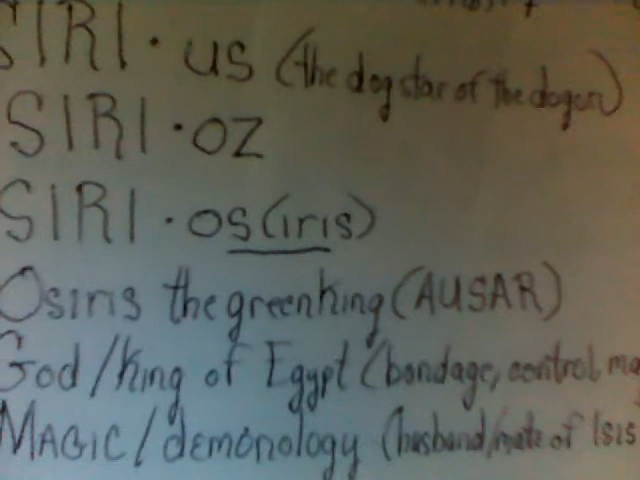 SIRI · us (the dog star of the dogon)
SIRI · oz
SIRI · os(iris)
Osiris the greenking (AUSAR)
God/King of Egypt (bondage, control, ma
MAGIC/demonology (husband/mate of Isis